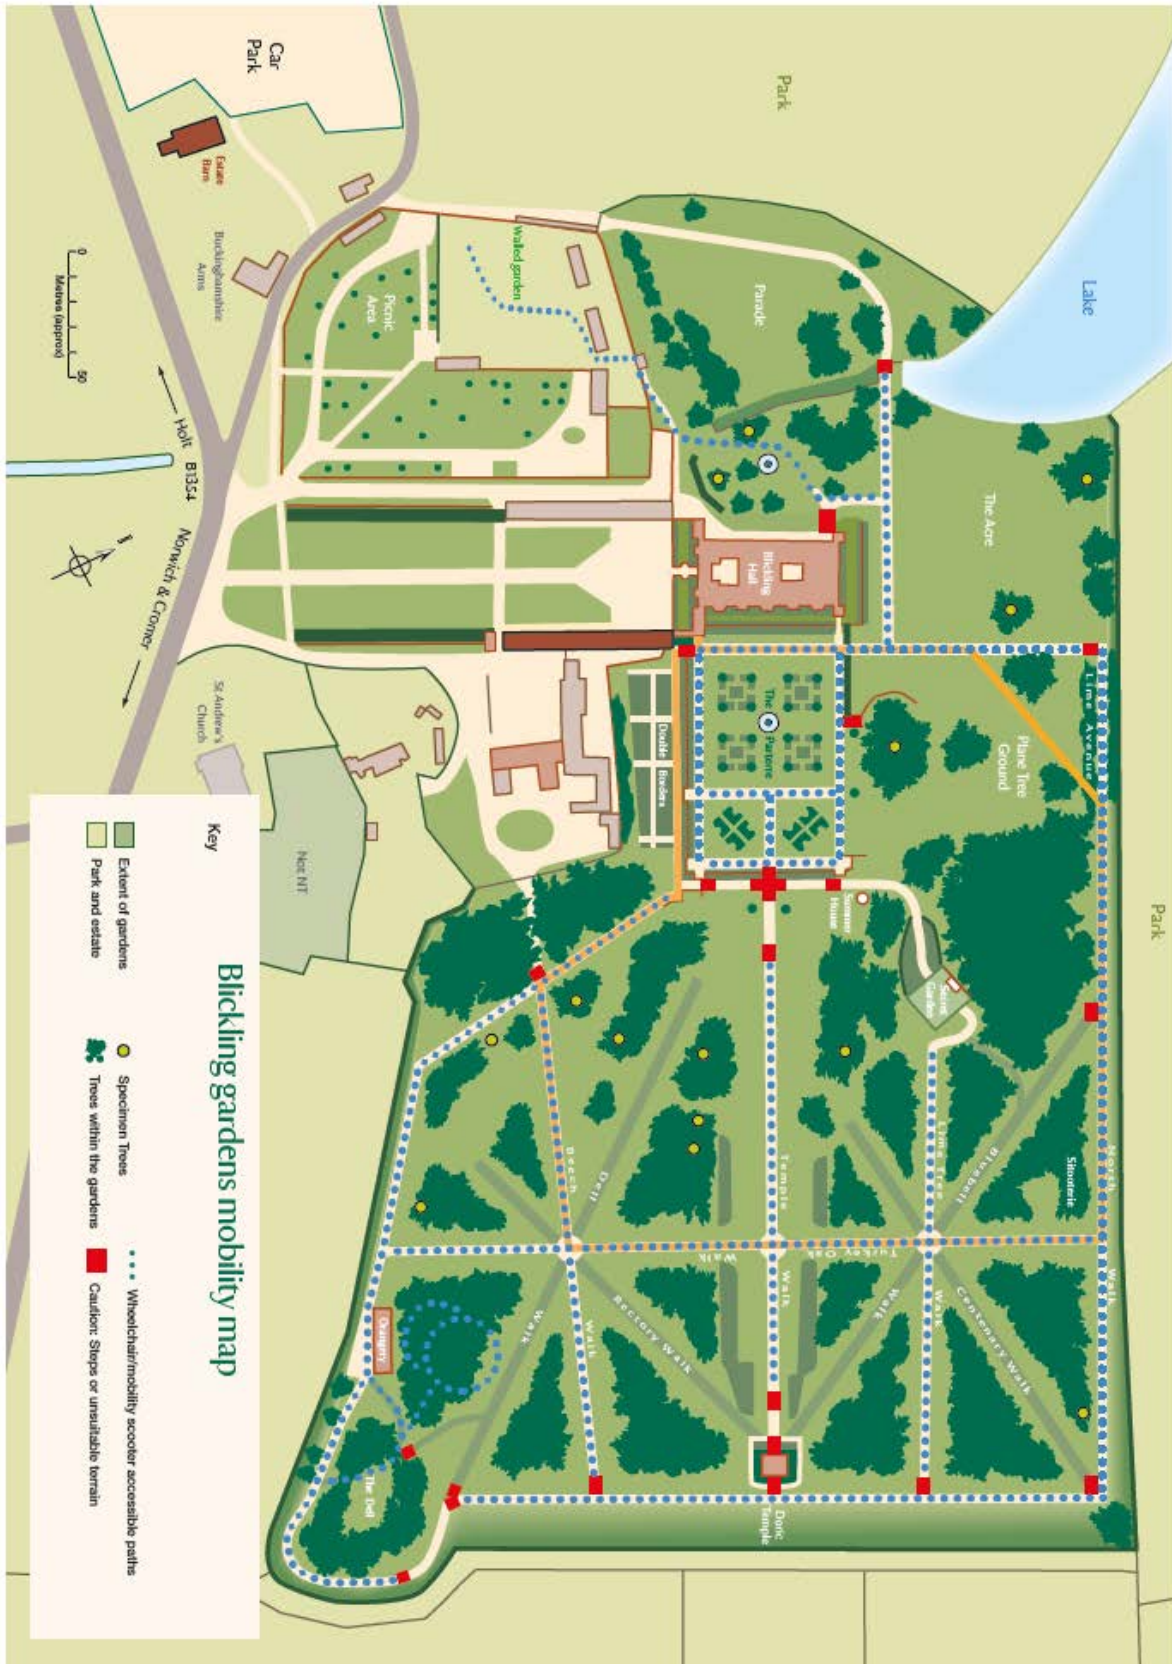 Blickling gardens mobility map
Key
Extent of gardens
Park and estate
Specimen Trees
Trees within the gardens
Wheelchair/mobility scooter accessible paths
Caution: Steps or unsuitable terrain
Car
Park
Estate
Barn
Buckinghamshire
Arms
0
50
Metres (approx)
Holt
B1354
Norwich & Cromer
St Andrew's
Church
Not NT
Picnic
Area
Walled garden
Park
Lake
Parade
The Acre
Blickling
Hall
The Parterre
Double Borders
Plane Tree
Ground
Lime Avenue
Park
Summer
House
Secret
Garden
Sitooterie
North
Walk
Bluebell
Walk
Lime Tree
Walk
Centenary Walk
Turkey Oak
Walk
Temple
Walk
Rectory Walk
Beech
Walk
Dell
Walk
Orangery
The Dell
Doric
Temple